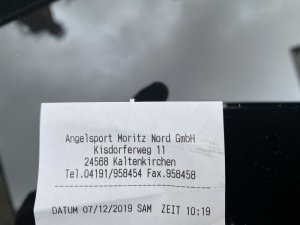 Angelsport Moritz Nord GmbH
Kisdorferweg 11
24568 Kaltenkirchen
Tel.04191/958454 Fax.958458
DATUM 07/12/2019 SAM ZEIT 10:19